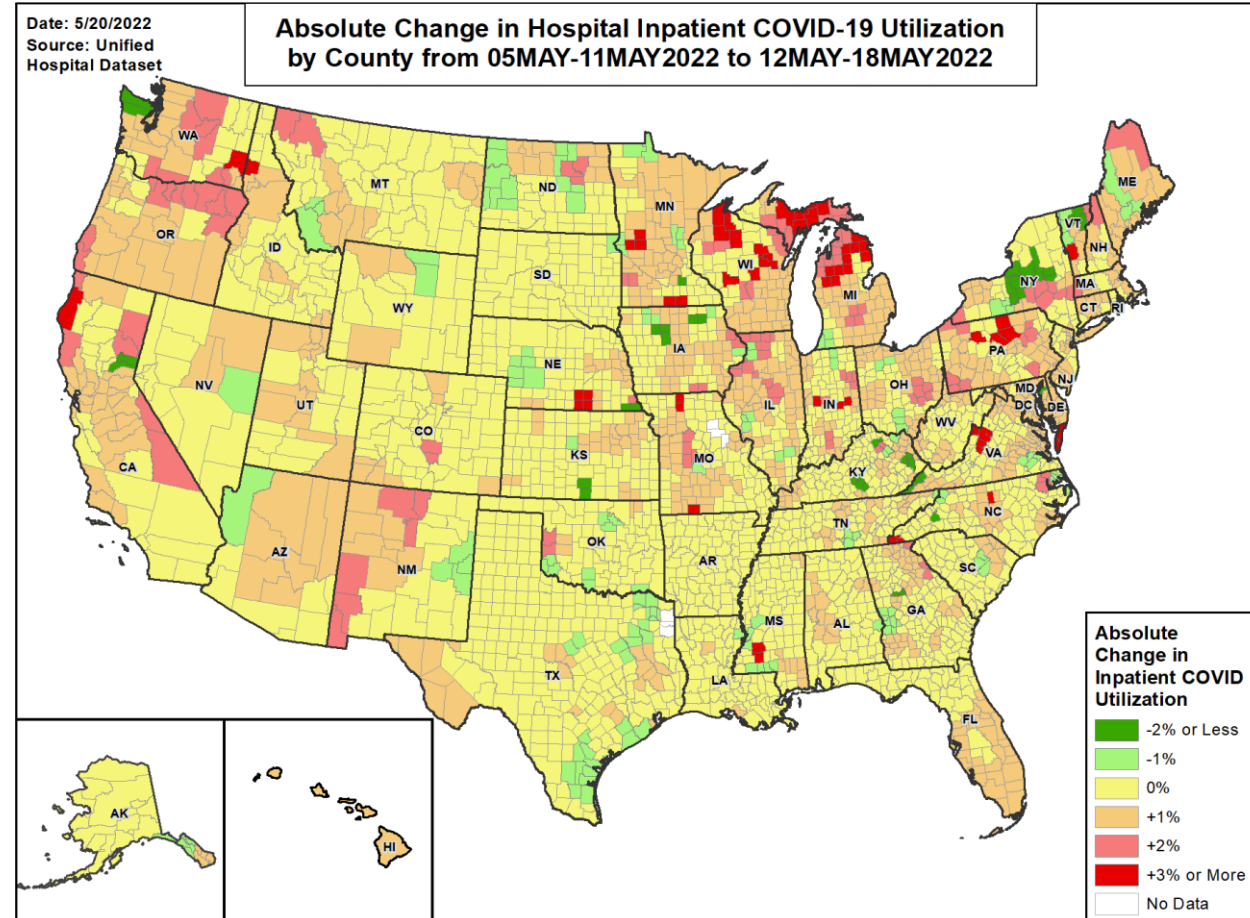 Date: 5/20/2022
Source: Unified
Hospital Dataset
Absolute Change in Hospital Inpatient COVID-19 Utilization
by County from 05MAY-11MAY2022 to 12MAY-18MAY2022
WA
MT
ND
MN
ME
VT
OR
ID
SD
WI
NH
NY
MA
WY
MI
CT
RI
IA
PA
NE
NV
OH
NJ
UT
IL
IN
MD
DC
DE
CO
WV
CA
KS
MO
VA
KY
NC
TN
AZ
NM
OK
AR
SC
MS
AL
GA
TX
LA
FL
AK
HI
Absolute
Change in
Inpatient COVID
Utilization
-2% or Less
-1%
0%
+1%
+2%
+3% or More
No Data